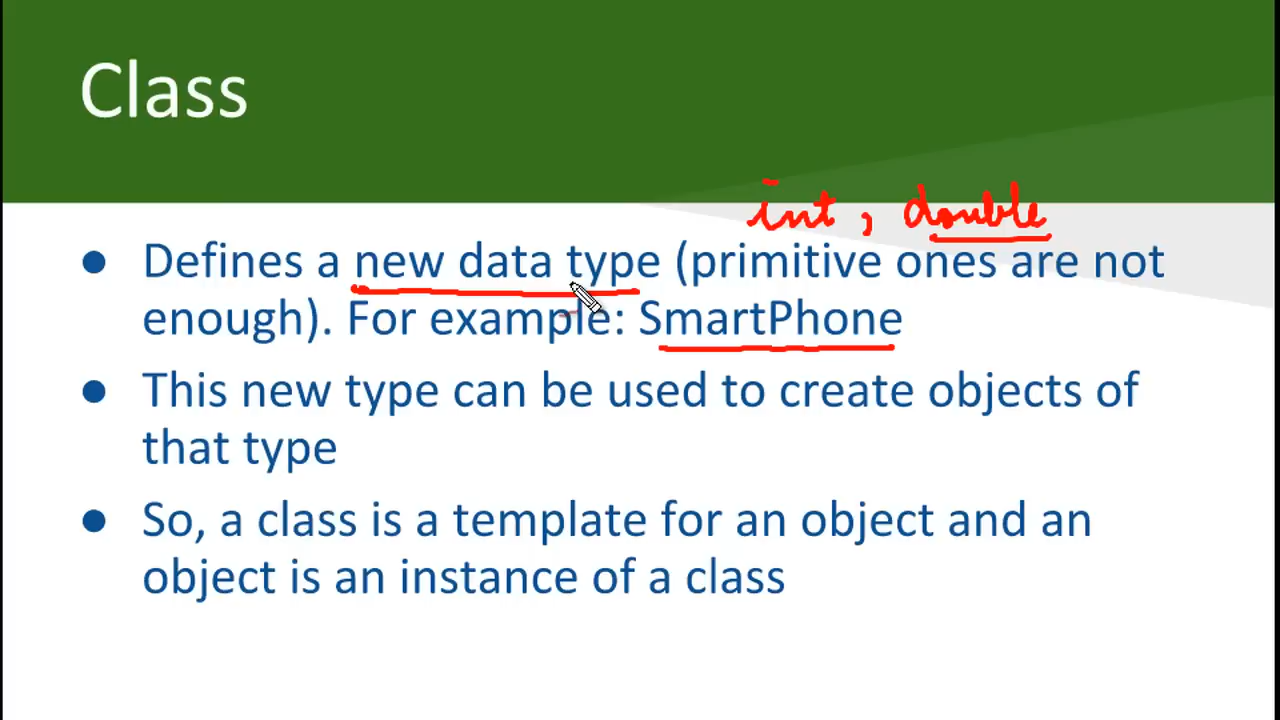 Class
int , double
● Defines a new data type (primitive ones are not
enough). For example: SmartPhone
● This new type can be used to create objects of
that type
● So, a class is a template for an object and an
object is an instance of a class